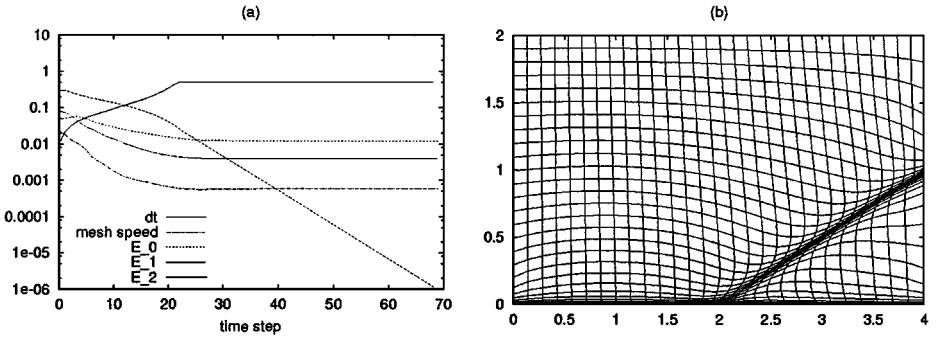 (a)
10
1
0.1
0.01
0.001
0.0001
1e-05
1e-06
dt
mesh speed
E_0
E_1
E_2
0 10 20 30 40 50 60 70
time step
(b)
2
1.5
1
0.5
0
0 0.5 1 1.5 2 2.5 3 3.5 4